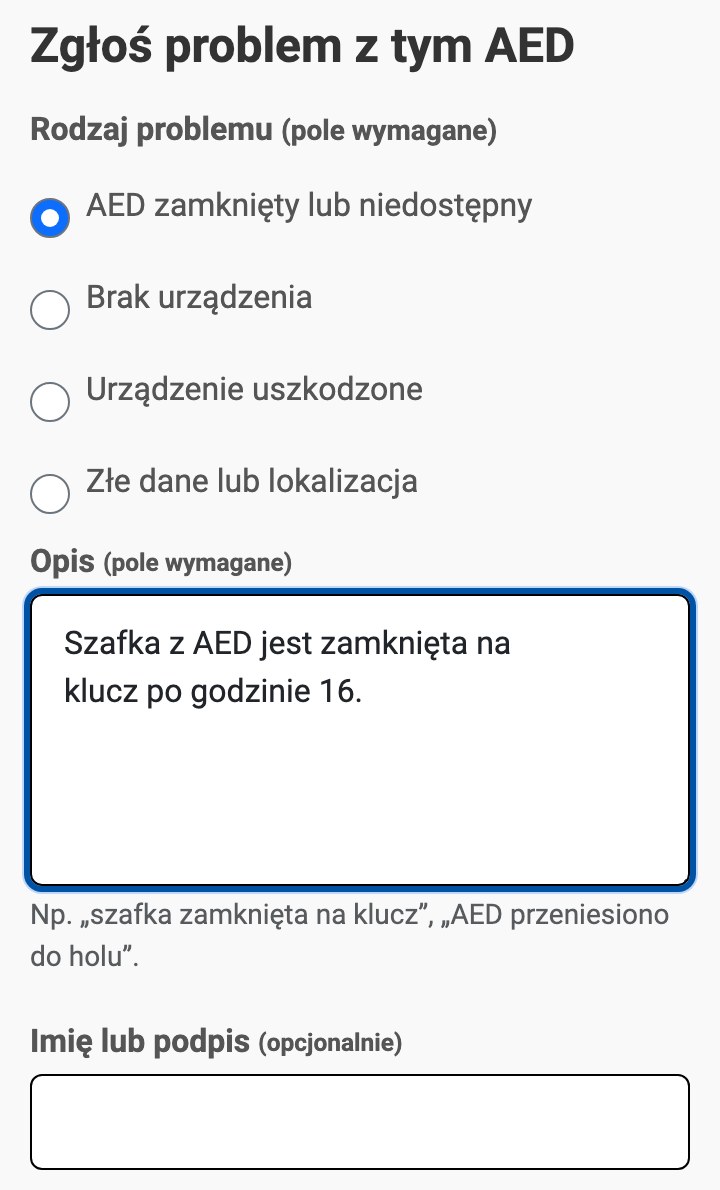 Zgłoś problem z tym AED
Rodzaj problemu (pole wymagane)
AED zamknięty lub niedostępny
Brak urządzenia
Urządzenie uszkodzone
Złe dane lub lokalizacja
Opis (pole wymagane)
Szafka z AED jest zamknięta na
klucz po godzinie 16.
Np. „szafka zamknięta na klucz”, „AED przeniesiono
do holu”.
Imię lub podpis (opcjonalnie)